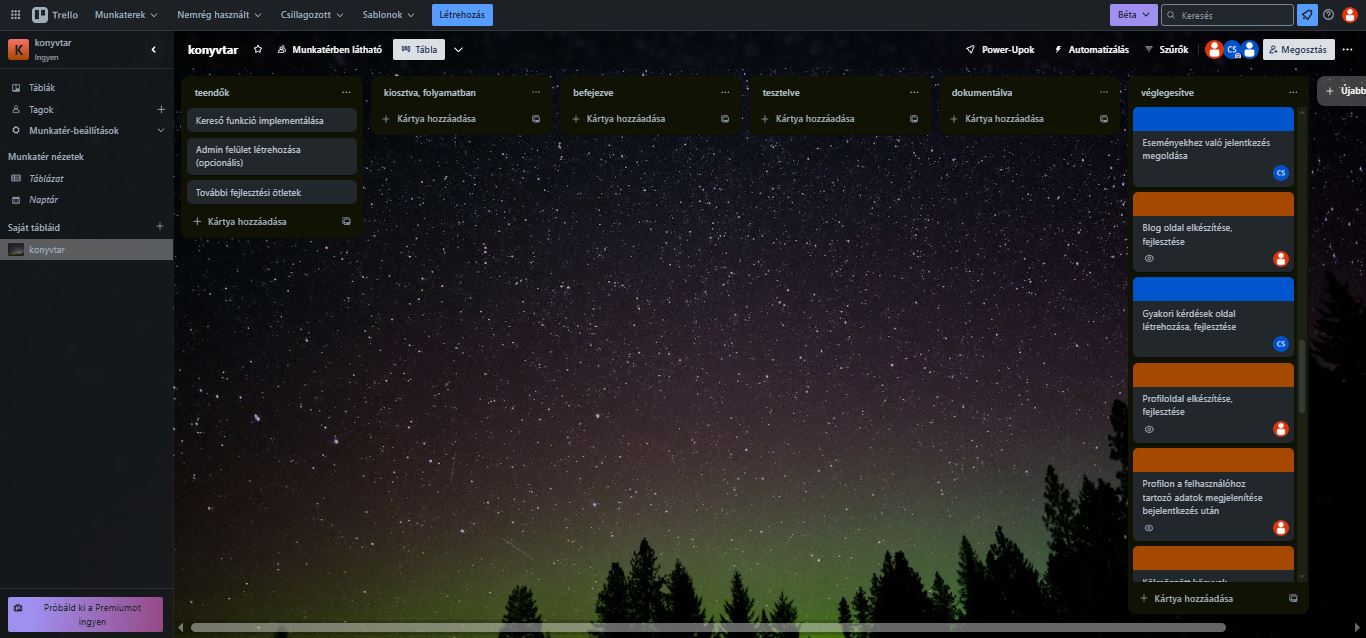 Trello
Munkaterek
Nemrég használt
Csillagozott
Sablonok
Létrehozás
Béta
Keresés
K
konyvtar
Ingyen
konyvtar
Munkatérben látható
Tábla
Power-Upok
Automatizálás
Szűrők
CS
Megosztás
Táblák
Tagok
Munkatér-beállítások
Munkatér nézetek
Táblázat
Naptár
Saját tábláid
konyvtar
Próbáld ki a Premiumot
ingyen
teendők
Kereső funkció implementálása
Admin felület létrehozása
(opcionális)
További fejlesztési ötletek
Kártya hozzáadása
kiosztva, folyamatban
Kártya hozzáadása
befejezve
Kártya hozzáadása
tesztelve
Kártya hozzáadása
dokumentálva
Kártya hozzáadása
véglegesítve
Eseményekhez való jelentkezés
megoldása
CS
Blog oldal elkészítése,
fejlesztése
Gyakori kérdések oldal
létrehozása, fejlesztése
CS
Profiloldal elkészítése,
fejlesztése
Profilon a felhasználóhoz
tartozó adatok megjelenítése
bejelentkezés után
Kártya hozzáadása
Újabb